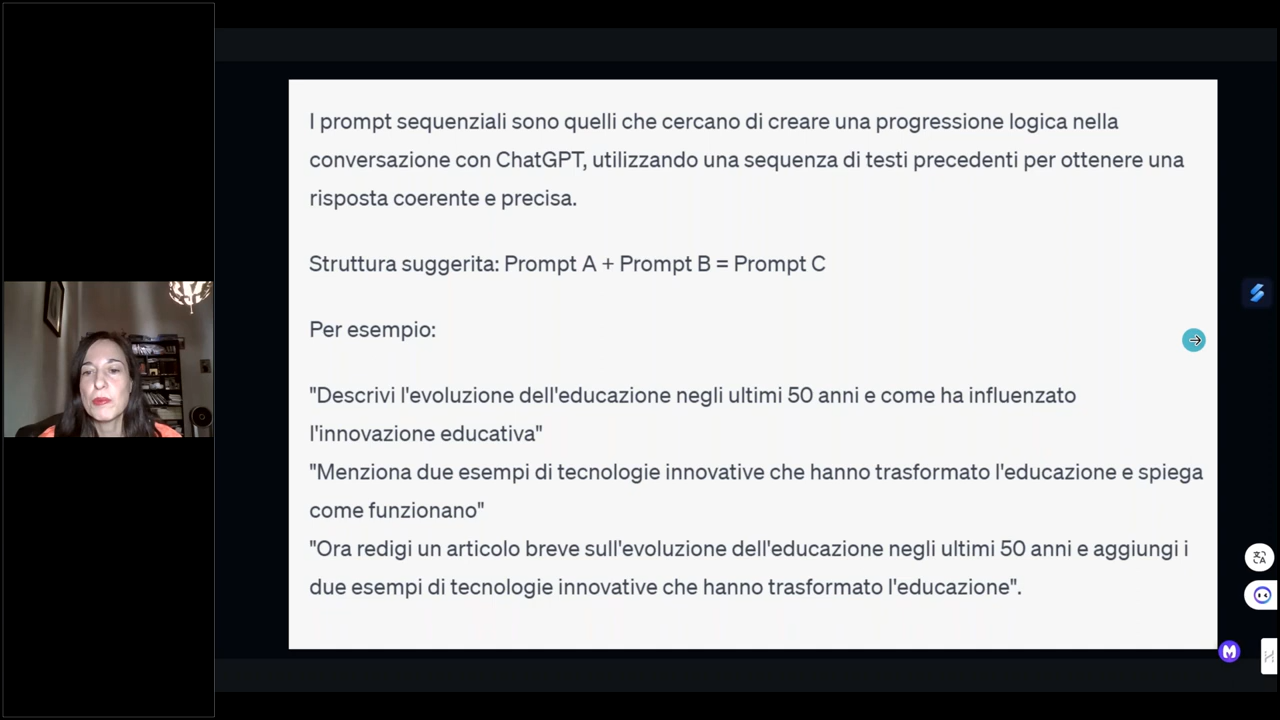 I prompt sequenziali sono quelli che cercano di creare una progressione logica nella
conversazione con ChatGPT, utilizzando una sequenza di testi precedenti per ottenere una
risposta coerente e precisa.
Struttura suggerita: Prompt A + Prompt B = Prompt C
Per esempio:
"Descrivi l'evoluzione dell'educazione negli ultimi 50 anni e come ha influenzato
l'innovazione educativa"
"Menziona due esempi di tecnologie innovative che hanno trasformato l'educazione e spiega
come funzionano"
"Ora redigi un articolo breve sull'evoluzione dell'educazione negli ultimi 50 anni e aggiungi i
due esempi di tecnologie innovative che hanno trasformato l'educazione".